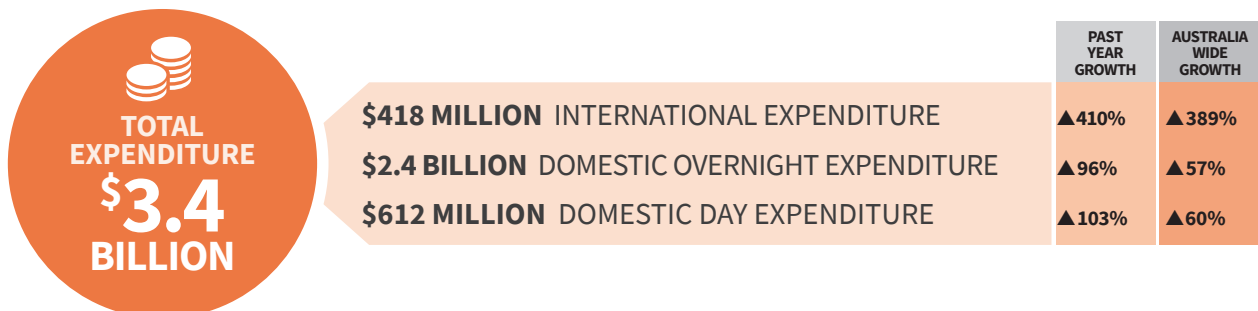 TOTAL
EXPENDITURE
$3.4
BILLION
PAST
YEAR
GROWTH
AUSTRALIA
WIDE
GROWTH
$418 MILLION INTERNATIONAL EXPENDITURE ▲410% ▲389%
$2.4 BILLION DOMESTIC OVERNIGHT EXPENDITURE ▲96% ▲57%
$612 MILLION DOMESTIC DAY EXPENDITURE ▲103% ▲60%